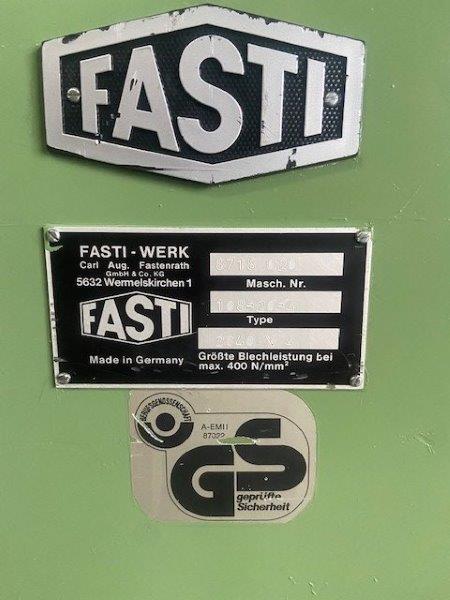 FASTI
FASTI - WERK
Carl Aug. Fastenrath
GmbH & Co. KG
5632 Wermelskirchen 1
Masch. Nr.
FASTI
Type
Made in Germany
Größte Blechleistung bei
max. 400 N/mm²
BERUFSGENOSSENSCHAFT
A-EMII
87022
GS
geprüfte
Sicherheit